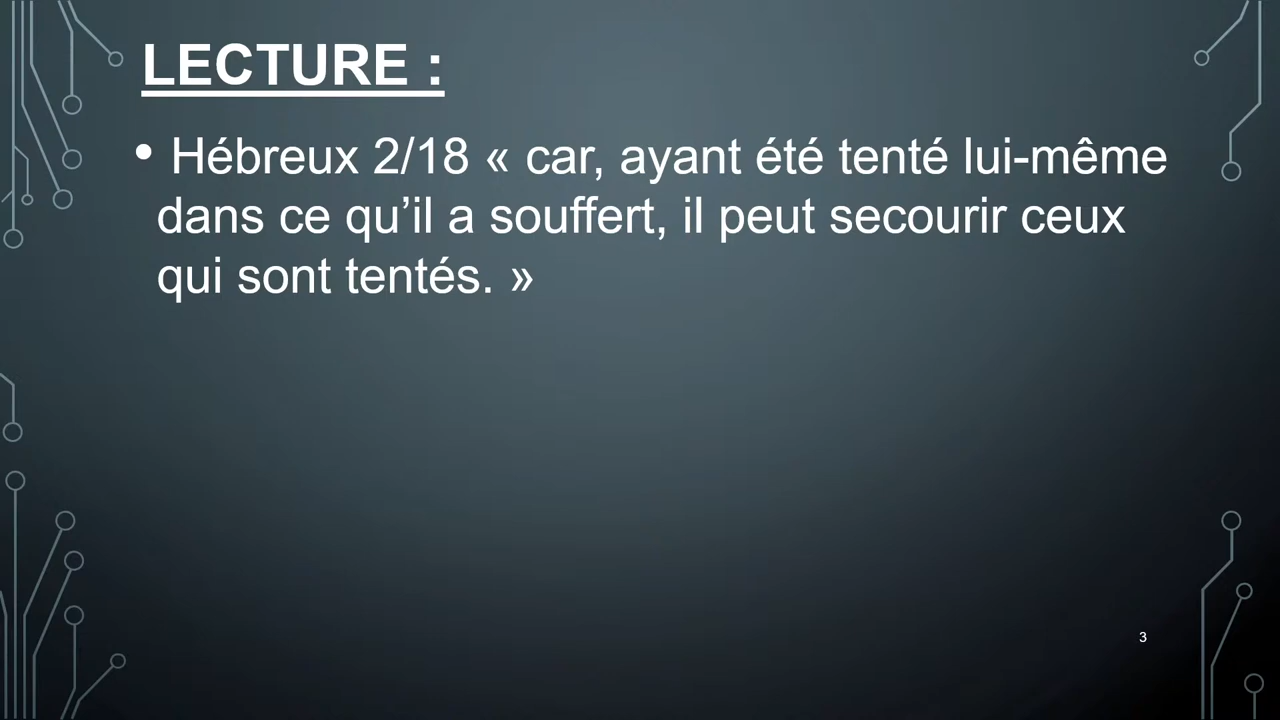 LECTURE :
• Hébreux 2/18 « car, ayant été tenté lui-même
dans ce qu’il a souffert, il peut secourir ceux
qui sont tentés. »
3